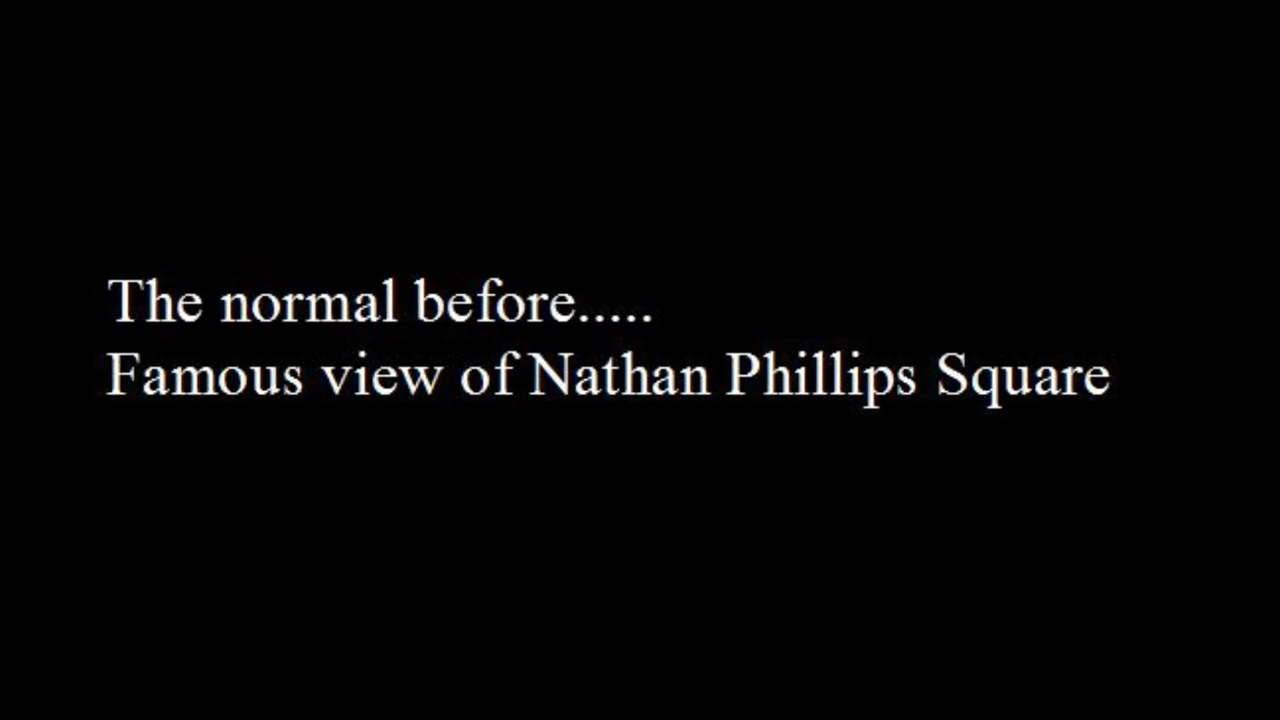 The normal before.....
Famous view of Nathan Phillips Square